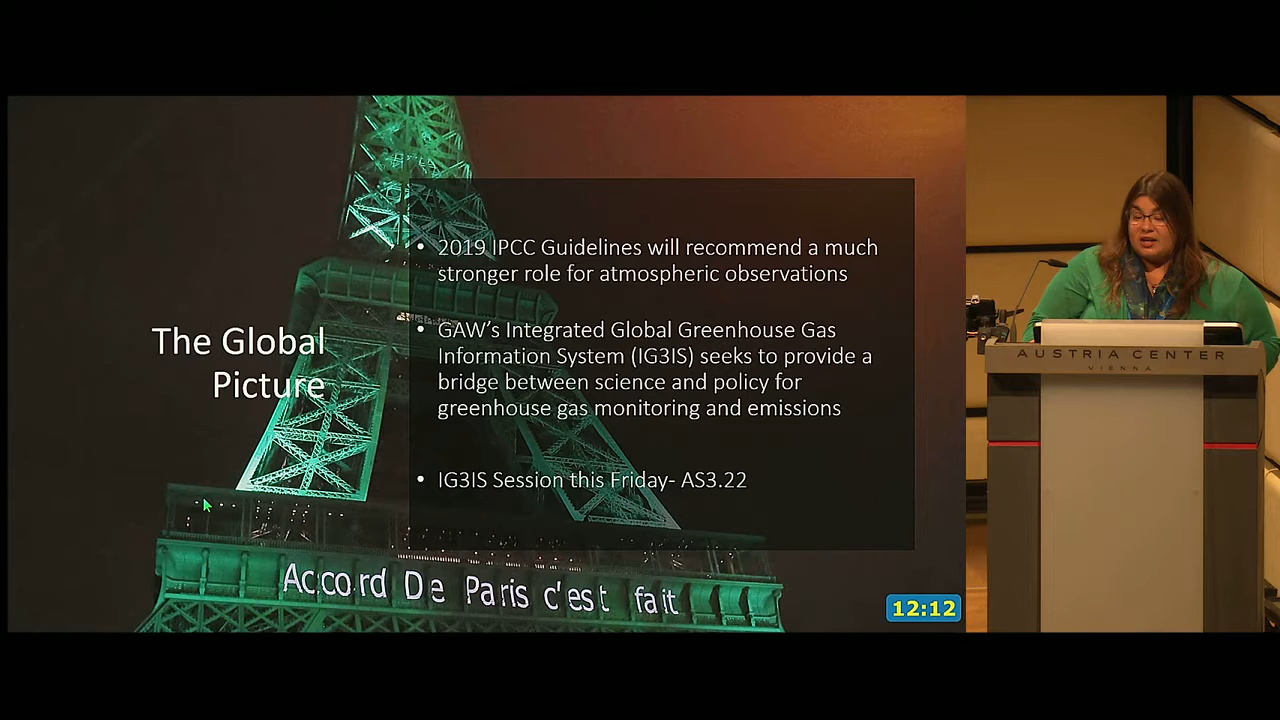 The Global
Picture
• 2019 IPCC Guidelines will recommend a much
stronger role for atmospheric observations
• GAW's Integrated Global Greenhouse Gas
Information System (IG3IS) seeks to provide a
bridge between science and policy for
greenhouse gas monitoring and emissions
• IG3IS Session this Friday- AS3.22
Accord De Paris c'est fait
12:12
AUSTRIA CENTER
VIENNA